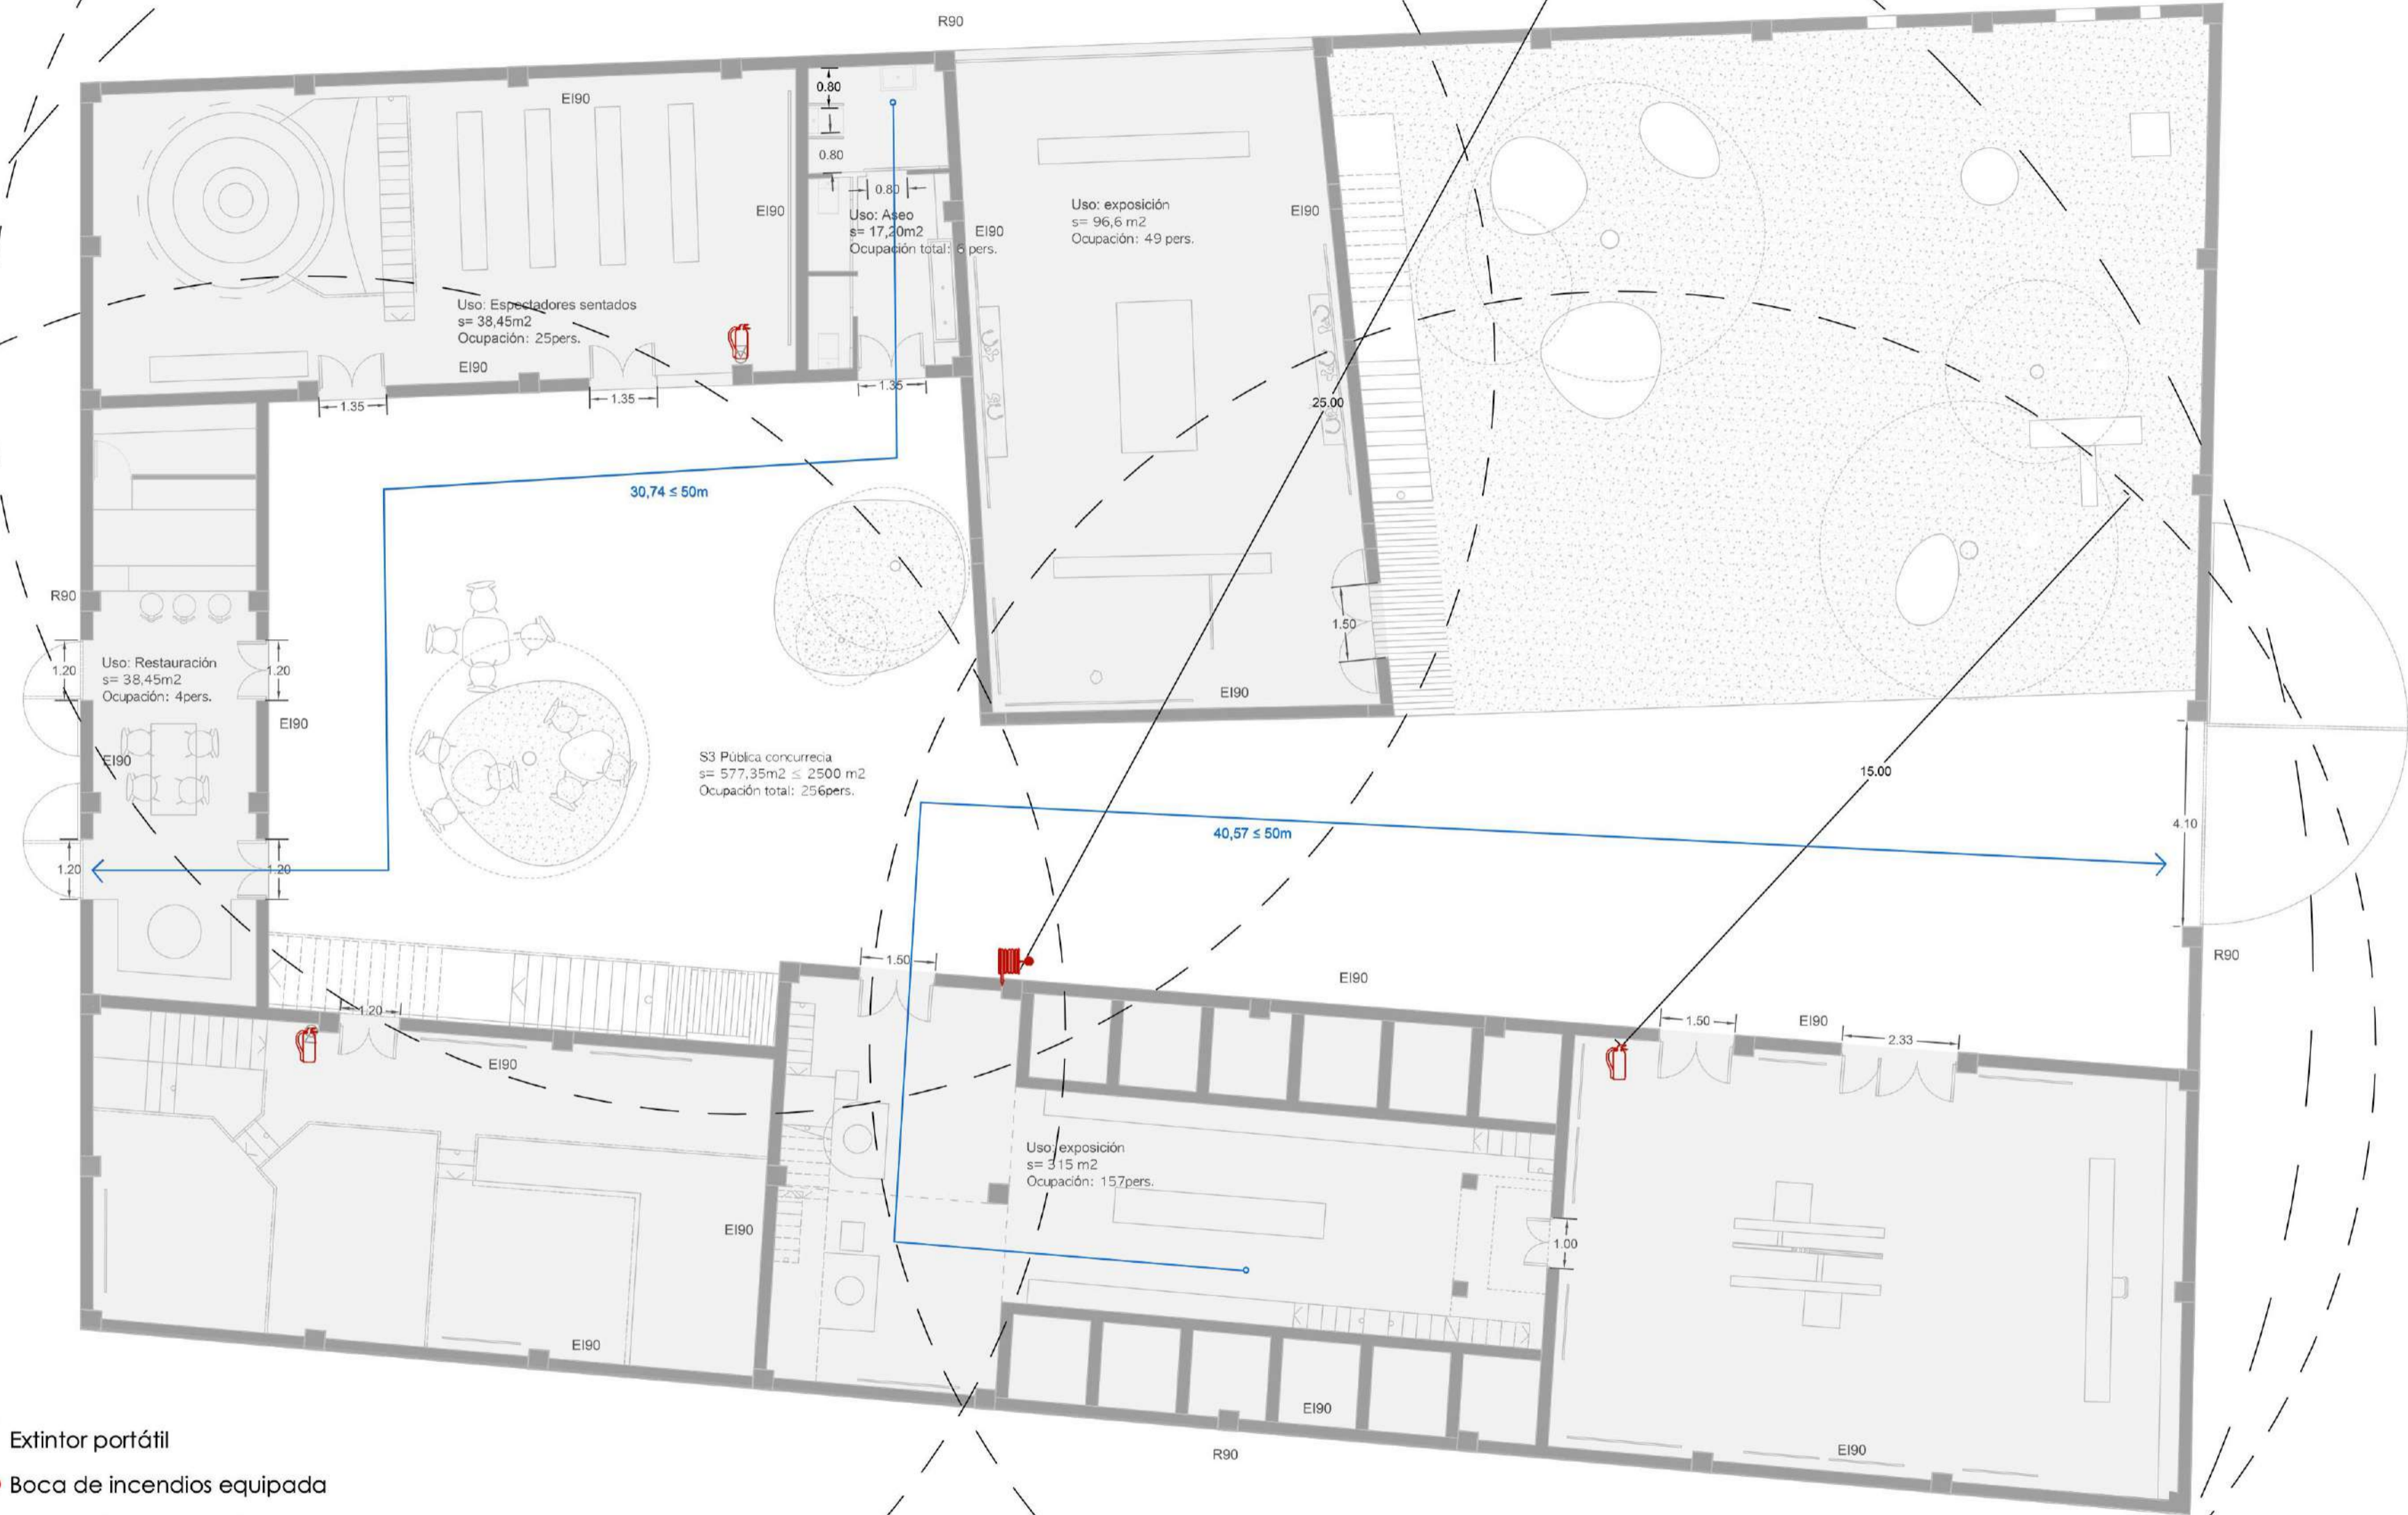 R90
EI90
0.80
0.80
0.80
EI90
Uso: Aseo
s= 17,20m2
Ocupación total: 6 pers.
EI90
Uso: exposición
s= 96,6 m2
Ocupación: 49 pers.
EI90
Uso: Espectadores sentados
s= 38,45m2
Ocupación: 25pers.
EI90
1.35
1.35
1.35
25.00
30,74 ≤ 50m
R90
1.50
1.20
Uso: Restauración
s= 38,45m2
Ocupación: 4pers.
1.20
EI90
EI90
EI90
S3 Pública concurrecia
s= 577,35m2 ≤ 2500 m2
Ocupación total: 256pers.
15.00
40,57 ≤ 50m
4.10
1.20
1.20
1.50
EI90
R90
1.20
1.50
EI90
2.33
EI90
Uso: exposición
s= 315 m2
Ocupación: 157pers.
EI90
1.00
EI90
EI90
EI90
R90
Extintor portátil
Boca de incendios equipada